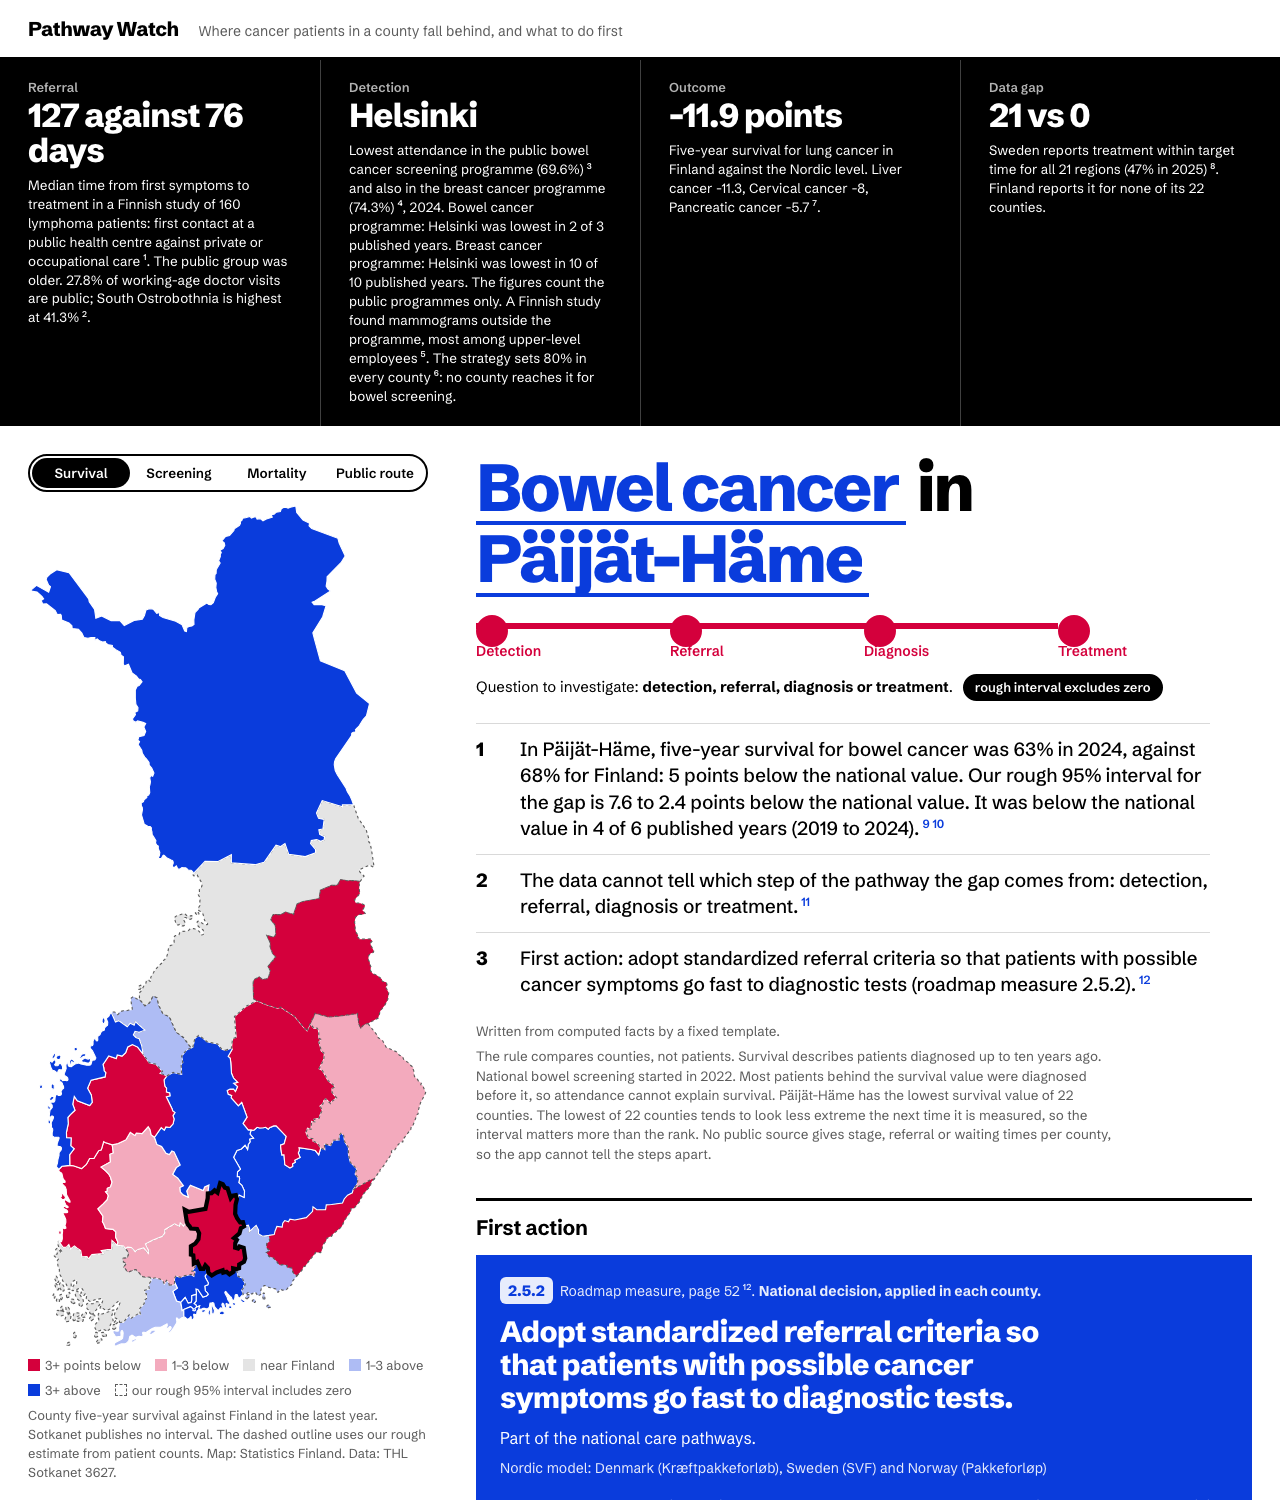 Pathway Watch Where cancer patients in a county fall behind, and what to do first
Referral
127 against 76
days
Median time from first symptoms to
treatment in a Finnish study of 160
lymphoma patients: first contact at a
public health centre against private or
occupational care ¹. The public group was
older. 27.8% of working-age doctor visits
are public; South Ostrobothnia is highest
at 41.3% ².
Detection
Helsinki
Lowest attendance in the public bowel
cancer screening programme (69.6%) ³
and also in the breast cancer programme
(74.3%) ⁴, 2024. Bowel cancer
programme: Helsinki was lowest in 2 of 3
published years. Breast cancer
programme: Helsinki was lowest in 10 of
10 published years. The figures count the
public programmes only. A Finnish study
found mammograms outside the
programme, most among upper-level
employees ⁵. The strategy sets 80% in
every county ⁶: no county reaches it for
bowel screening.
Outcome
-11.9 points
Five-year survival for lung cancer in
Finland against the Nordic level. Liver
cancer -11.3, Cervical cancer -8,
Pancreatic cancer -5.7 ⁷.
Data gap
21 vs 0
Sweden reports treatment within target
time for all 21 regions (47% in 2025) ⁸.
Finland reports it for none of its 22
counties.
Survival Screening Mortality Public route
3+ points below 1-3 below near Finland 1-3 above
3+ above our rough 95% interval includes zero
County five-year survival against Finland in the latest year.
Sotkanet publishes no interval. The dashed outline uses our rough
estimate from patient counts. Map: Statistics Finland. Data: THL
Sotkanet 3627.
Bowel cancer in
Päijät-Häme
Detection Referral Diagnosis Treatment
Question to investigate: detection, referral, diagnosis or treatment. rough interval excludes zero
1 In Päijät-Häme, five-year survival for bowel cancer was 63% in 2024, against
68% for Finland: 5 points below the national value. Our rough 95% interval for
the gap is 7.6 to 2.4 points below the national value. It was below the national
value in 4 of 6 published years (2019 to 2024). ⁹ ¹⁰
2 The data cannot tell which step of the pathway the gap comes from: detection,
referral, diagnosis or treatment. ¹¹
3 First action: adopt standardized referral criteria so that patients with possible
cancer symptoms go fast to diagnostic tests (roadmap measure 2.5.2). ¹²
Written from computed facts by a fixed template.
The rule compares counties, not patients. Survival describes patients diagnosed up to ten years ago.
National bowel screening started in 2022. Most patients behind the survival value were diagnosed
before it, so attendance cannot explain survival. Päijät-Häme has the lowest survival value of 22
counties. The lowest of 22 counties tends to look less extreme the next time it is measured, so the
interval matters more than the rank. No public source gives stage, referral or waiting times per county,
so the app cannot tell the steps apart.
First action
2.5.2 Roadmap measure, page 52 ¹². National decision, applied in each county.
Adopt standardized referral criteria so
that patients with possible cancer
symptoms go fast to diagnostic tests.
Part of the national care pathways.
Nordic model: Denmark (Kræftpakkeforløb), Sweden (SVF) and Norway (Pakkeforløp)